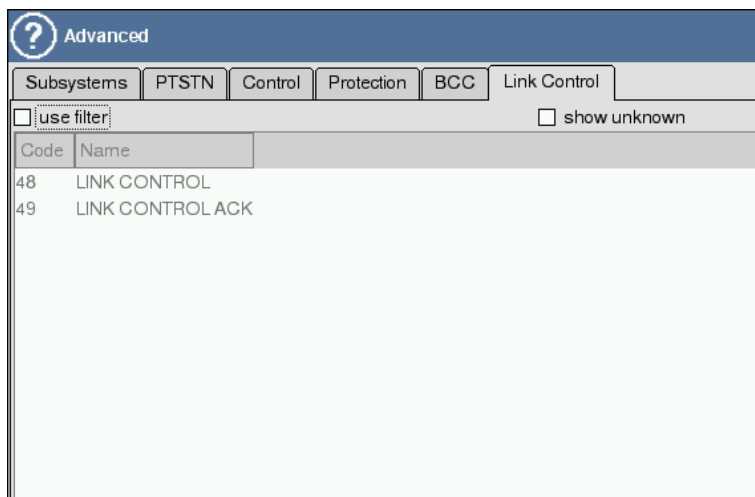 ? Advanced
Subsystems PTSTN Control Protection BCC Link Control
use filter show unknown
Code Name
48 LINK CONTROL
49 LINK CONTROL ACK